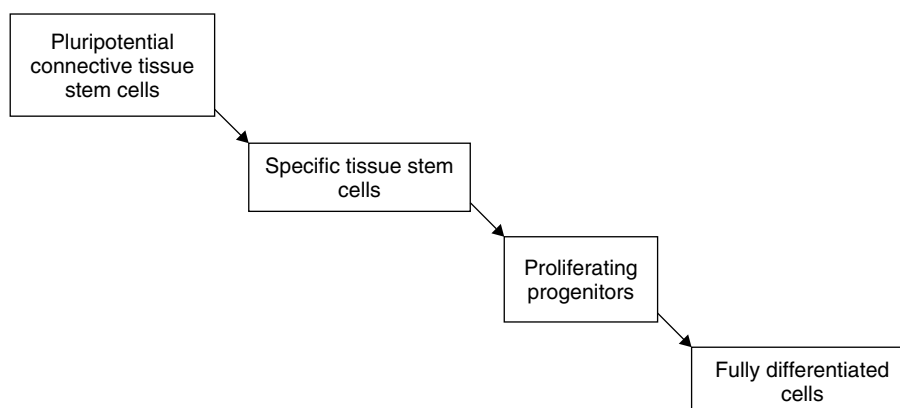 Pluripotential
connective tissue
stem cells
Specific tissue stem
cells
Proliferating
progenitors
Fully differentiated
cells